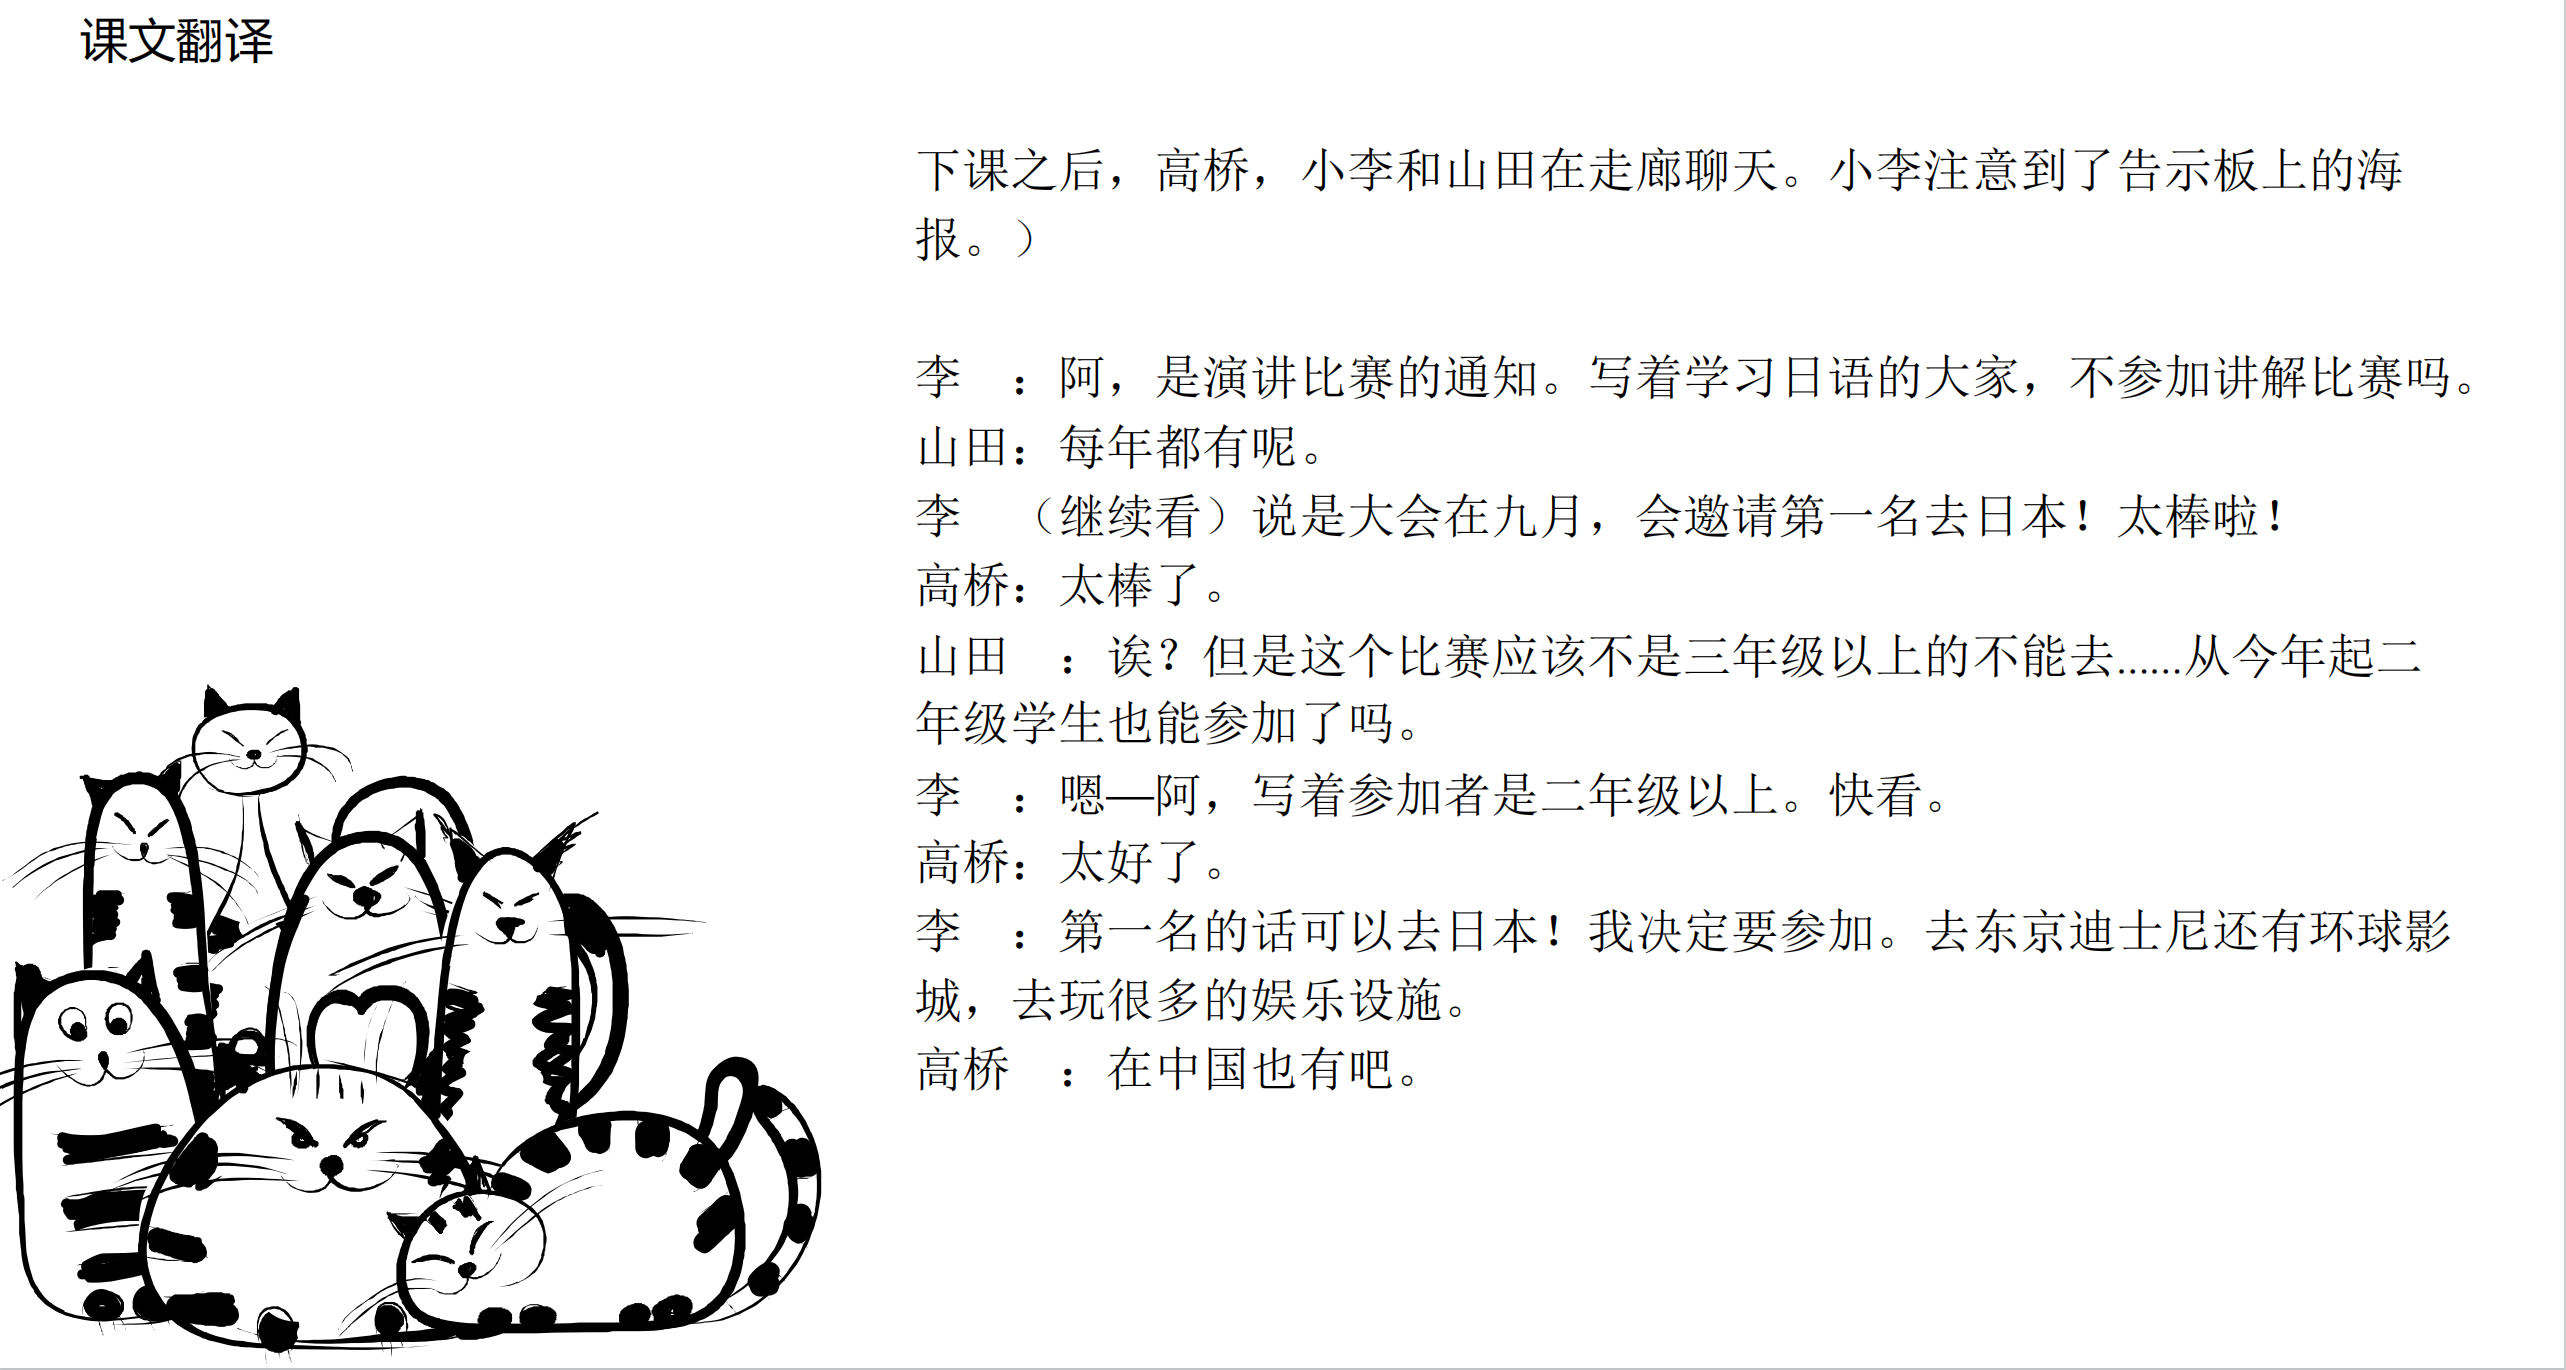 课文翻译
下课之后，高桥，小李和山田在走廊聊天。小李注意到了告示板上的海
报。）
李　：阿，是演讲比赛的通知。写着学习日语的大家，不参加讲解比赛吗。
山田：每年都有呢。
李　（继续看）说是大会在九月，会邀请第一名去日本！太棒啦！
高桥：太棒了。
山田　：诶？但是这个比赛应该不是三年级以上的不能去......从今年起二
年级学生也能参加了吗。
李　：嗯—阿，写着参加者是二年级以上。快看。
高桥：太好了。
李　：第一名的话可以去日本！我决定要参加。去东京迪士尼还有环球影
城，去玩很多的娱乐设施。
高桥　：在中国也有吧。